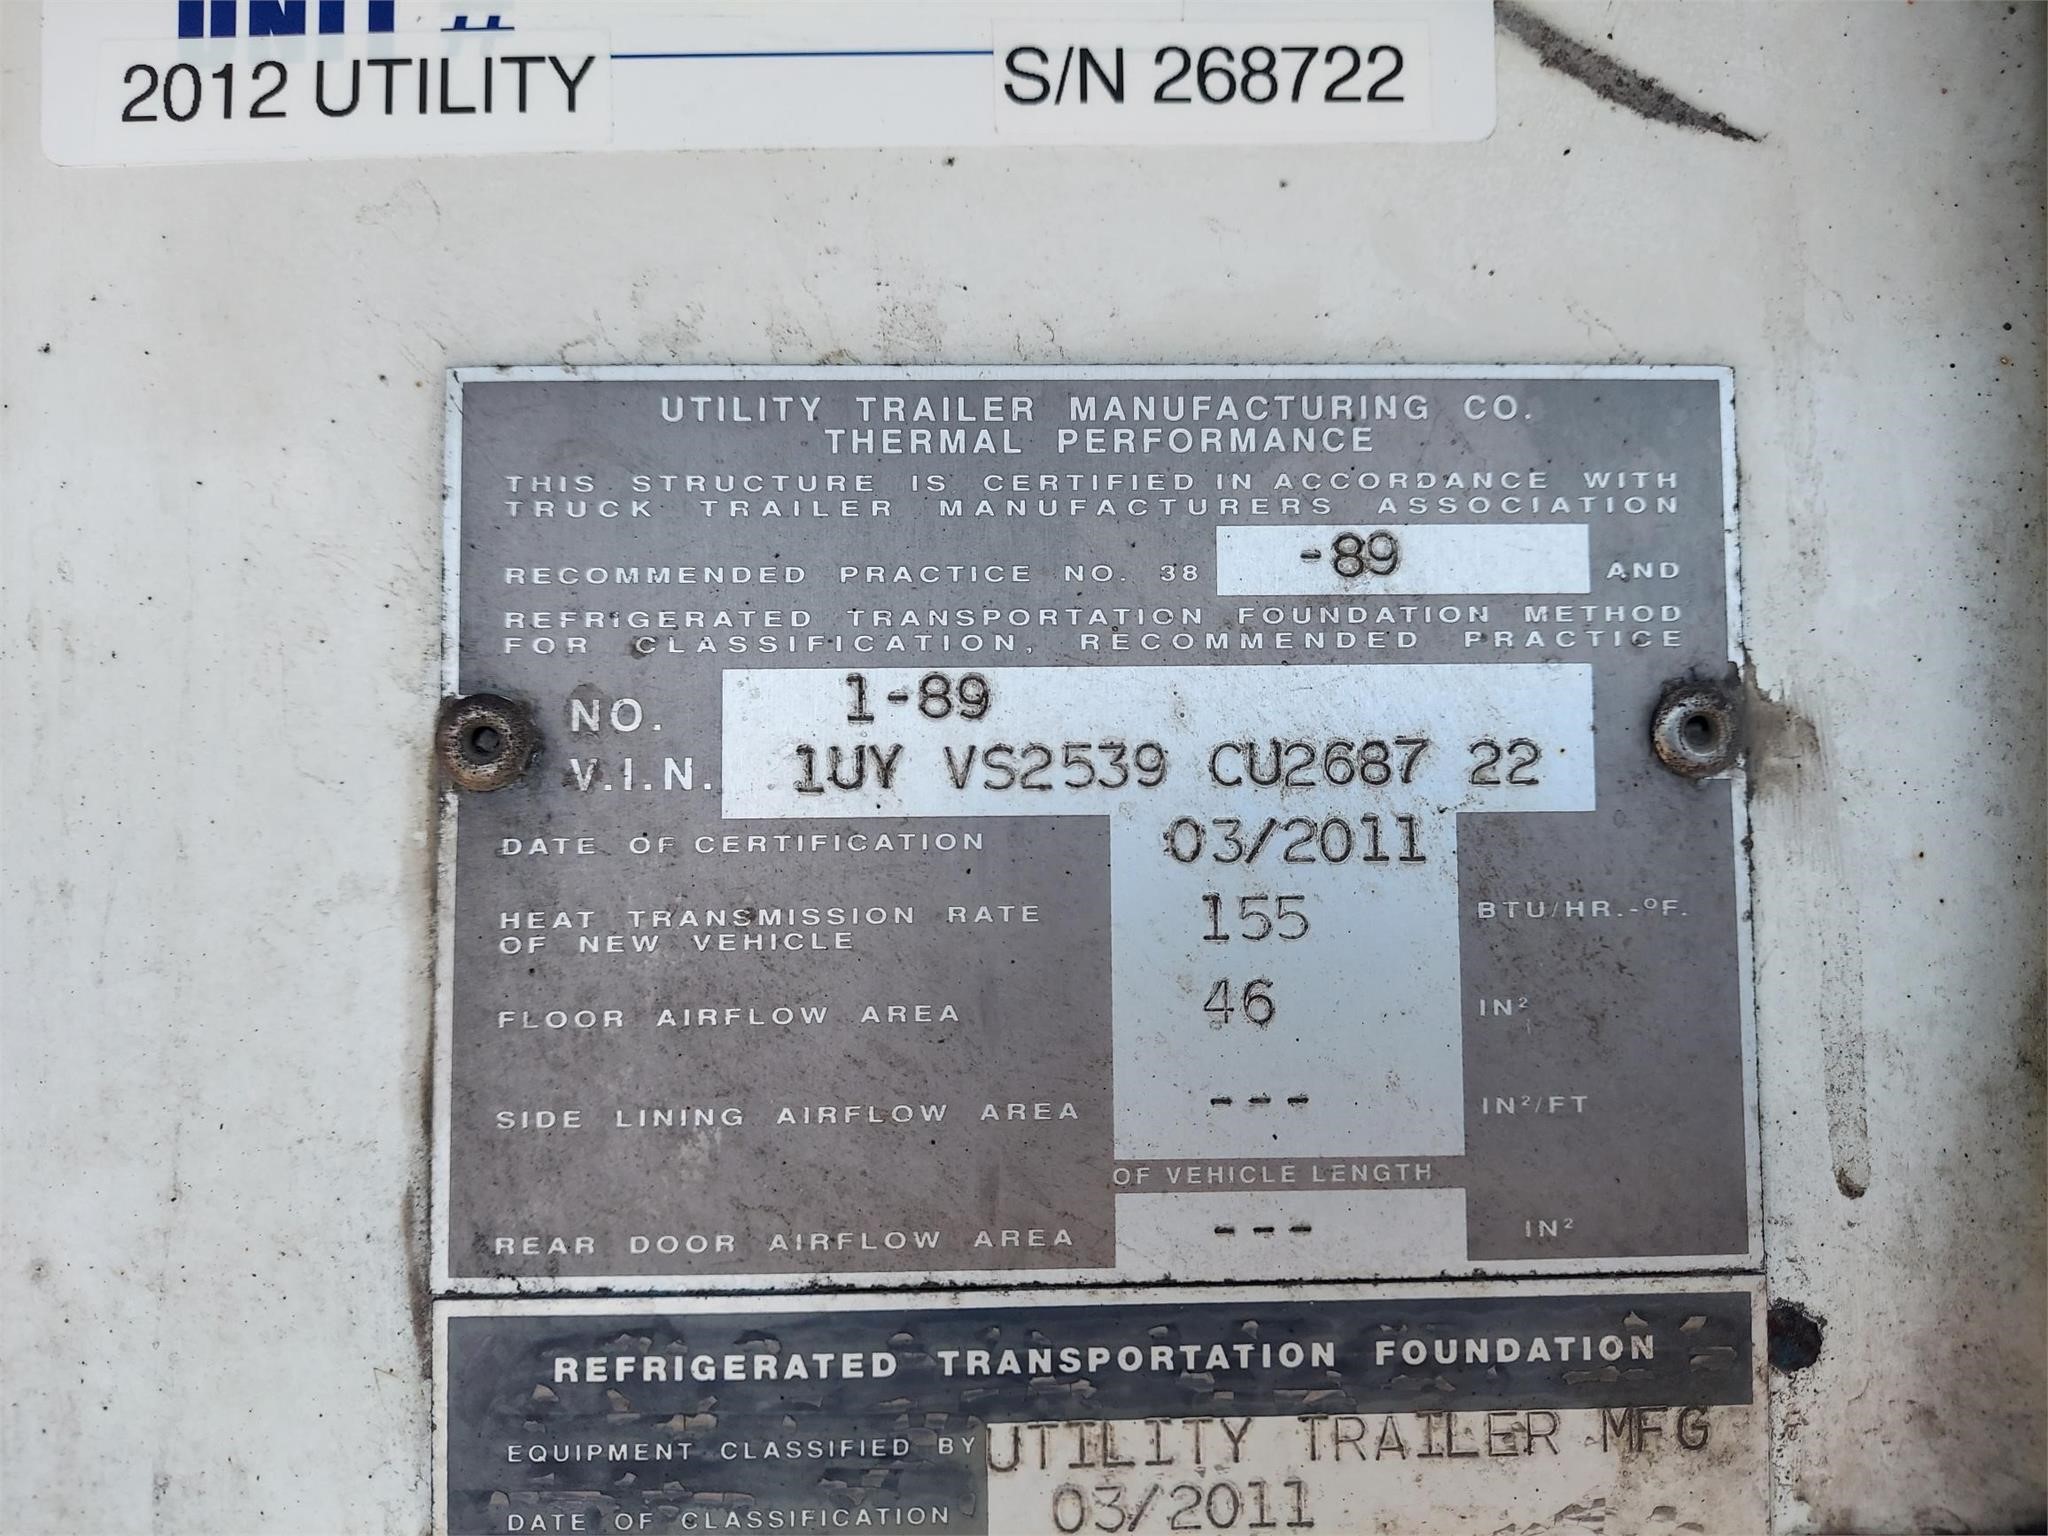 UNIT #
2012 UTILITY S/N 268722
UTILITY TRAILER MANUFACTURING CO.
THERMAL PERFORMANCE
THIS STRUCTURE IS CERTIFIED IN ACCORDANCE WITH
TRUCK TRAILER MANUFACTURERS ASSOCIATION
RECOMMENDED PRACTICE NO. 38 -89 AND
REFRIGERATED TRANSPORTATION FOUNDATION METHOD
FOR CLASSIFICATION, RECOMMENDED PRACTICE
NO. 1-89
V.I.N. 1UY VS2539 CU2687 22
DATE OF CERTIFICATION 03/2011
HEAT TRANSMISSION RATE
OF NEW VEHICLE 155 BTU/HR.-°F.
FLOOR AIRFLOW AREA 46 IN²
SIDE LINING AIRFLOW AREA --- IN²/FT
OF VEHICLE LENGTH
REAR DOOR AIRFLOW AREA --- IN²
REFRIGERATED TRANSPORTATION FOUNDATION
EQUIPMENT CLASSIFIED BY UTILITY TRAILER MFG
DATE OF CLASSIFICATION 03/2011